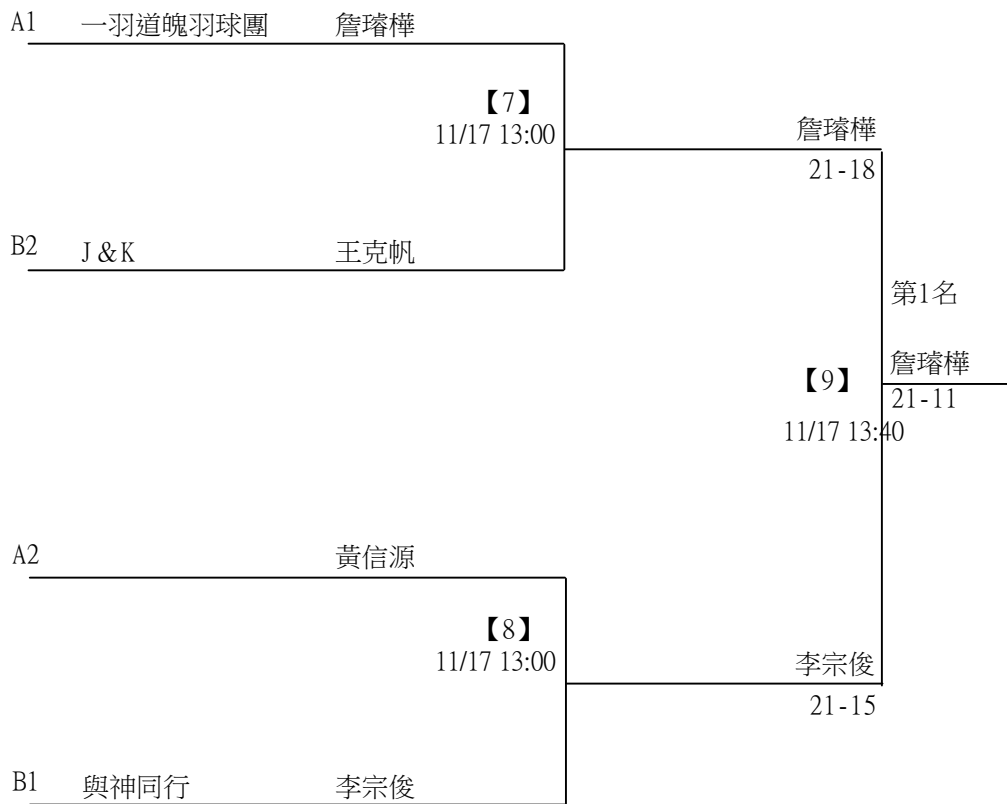 A1 一羽道魄羽球團 詹璿樺
【7】
11/17 13:00
詹璿樺
21-18
B2 J&K 王克帆
第1名
詹璿樺
【9】
21-11
11/17 13:40
A2 黃信源
【8】
11/17 13:00
李宗俊
21-15
B1 與神同行 李宗俊